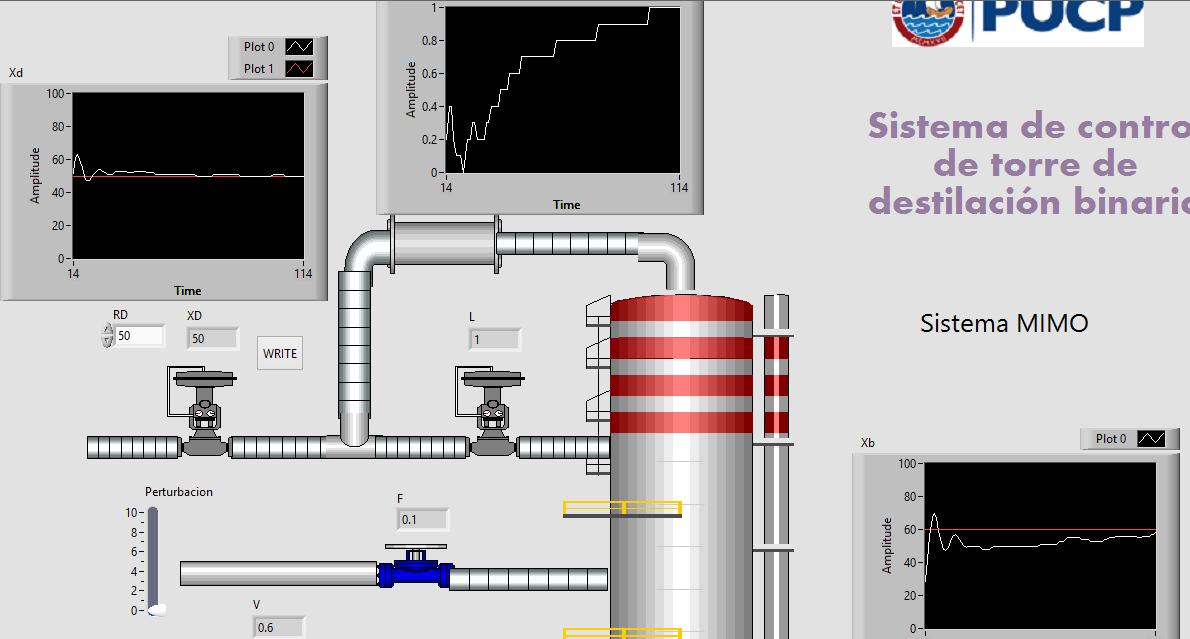 PUCP
Plot 0
Plot 1
Xd
100
80
60
40
20
0
Amplitude
14
114
Time
1
0.8
0.6
0.4
0.2
0
Amplitude
14
114
Time
Sistema de contro
de torre de
destilación binario
RD
50
XD
50
WRITE
L
1
Sistema MIMO
Perturbacion
10
8
6
4
2
0
F
0.1
V
0.6
Xb
Plot 0
100
80
60
40
20
0
Amplitude